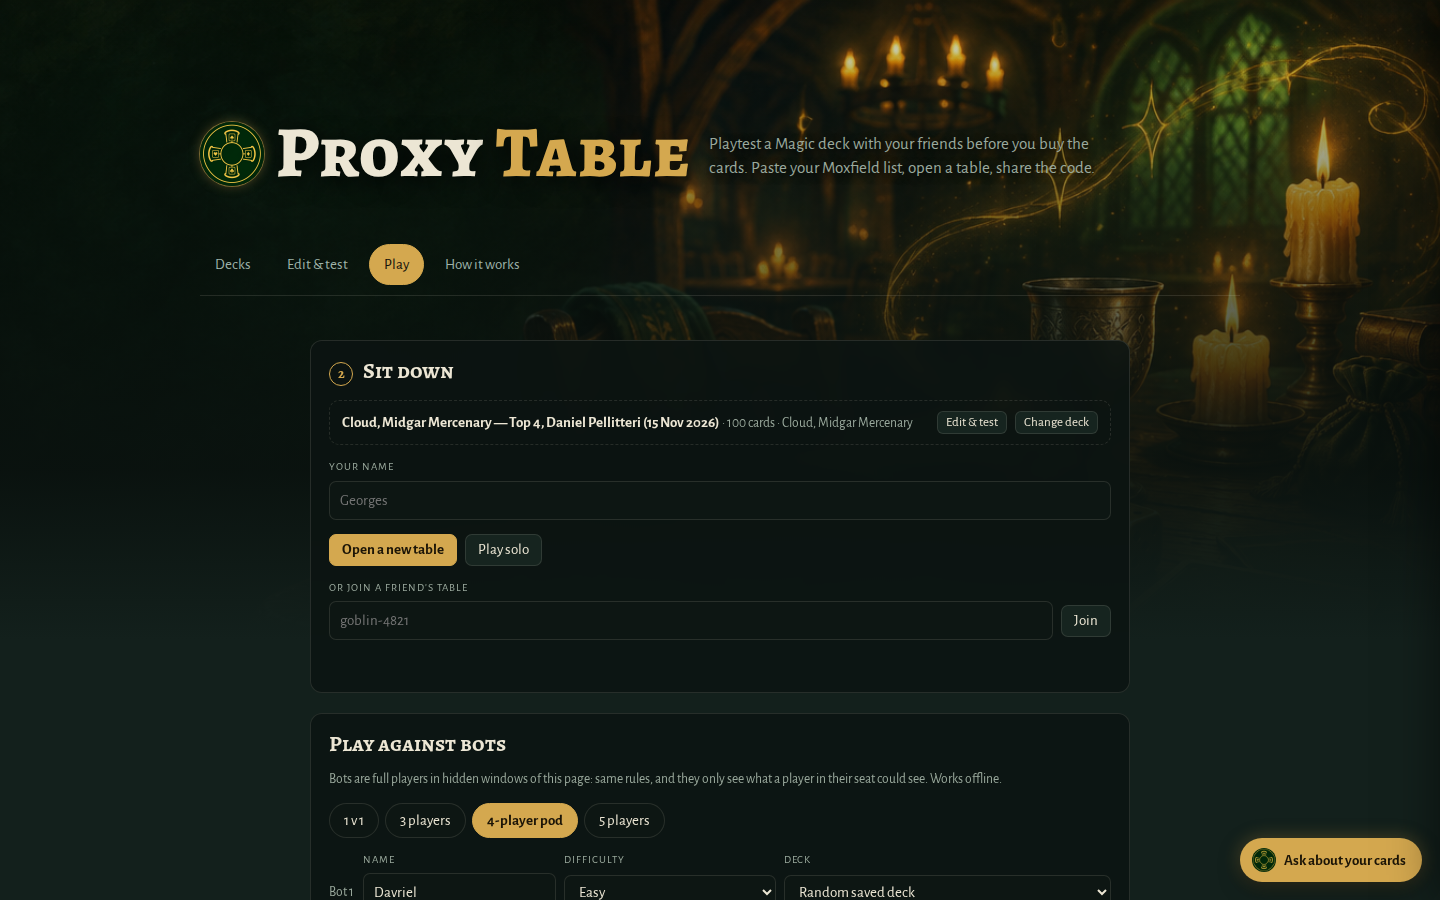 Proxy Table
Playtest a Magic deck with your friends before you buy the
cards. Paste your Moxfield list, open a table, share the code.
Decks
Edit & test
Play
How it works
2 Sit down
Cloud, Midgar Mercenary — Top 4, Daniel Pellitteri (15 Nov 2026) · 100 cards · Cloud, Midgar Mercenary
Edit & test
Change deck
YOUR NAME
Georges
Open a new table
Play solo
OR JOIN A FRIEND'S TABLE
goblin-4821
Join
Play against bots
Bots are full players in hidden windows of this page: same rules, and they only see what a player in their seat could see. Works offline.
1 v 1
3 players
4-player pod
5 players
NAME
DIFFICULTY
DECK
Bot 1
Davriel
Easy
Random saved deck
Ask about your cards